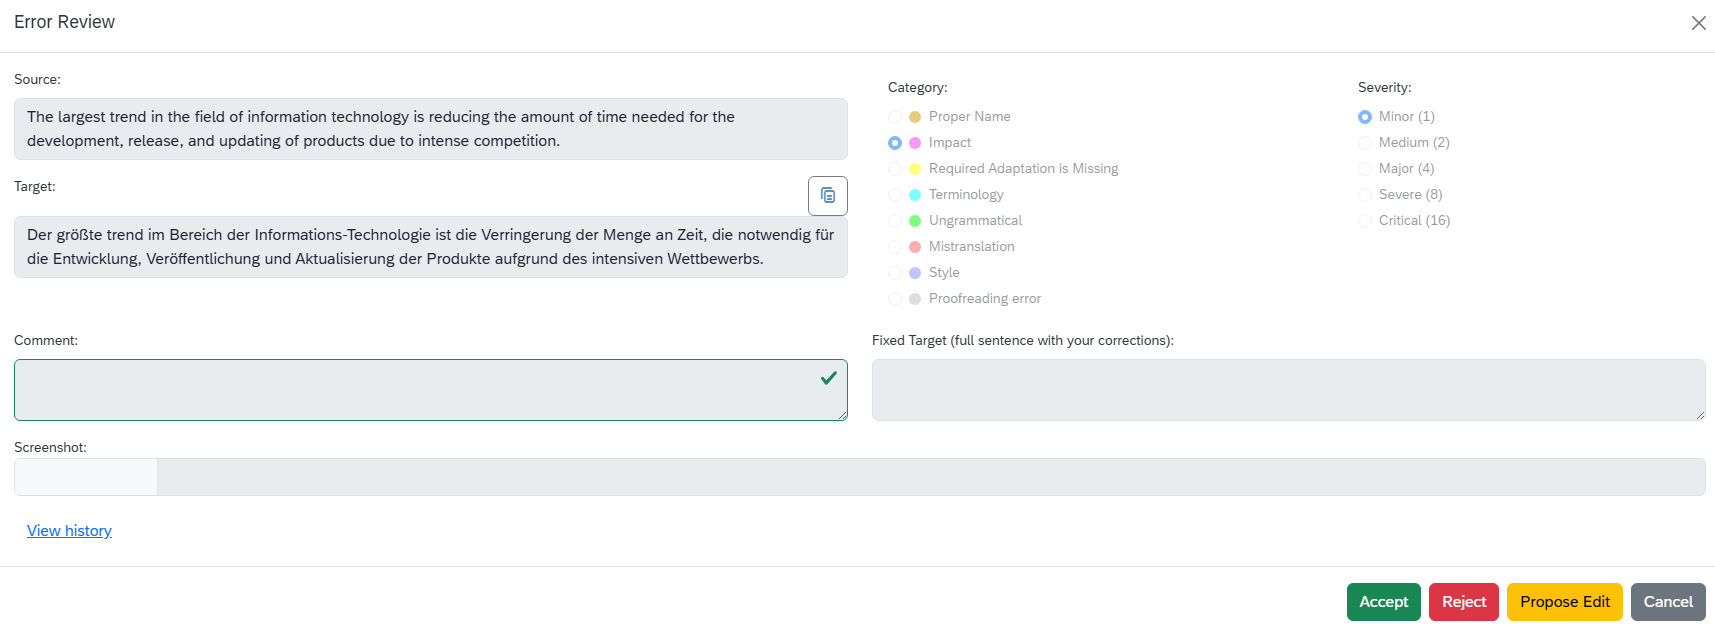 Error Review
Source:
The largest trend in the field of information technology is reducing the amount of time needed for the
development, release, and updating of products due to intense competition.
Target:
Der größte trend im Bereich der Informations-Technologie ist die Verringerung der Menge an Zeit, die notwendig für
die Entwicklung, Veröffentlichung und Aktualisierung der Produkte aufgrund des intensiven Wettbewerbs.
Category:
Proper Name
Impact
Required Adaptation is Missing
Terminology
Ungrammatical
Mistranslation
Style
Proofreading error
Severity:
Minor (1)
Medium (2)
Major (4)
Severe (8)
Critical (16)
Comment:
Fixed Target (full sentence with your corrections):
Screenshot:
View history
Accept
Reject
Propose Edit
Cancel